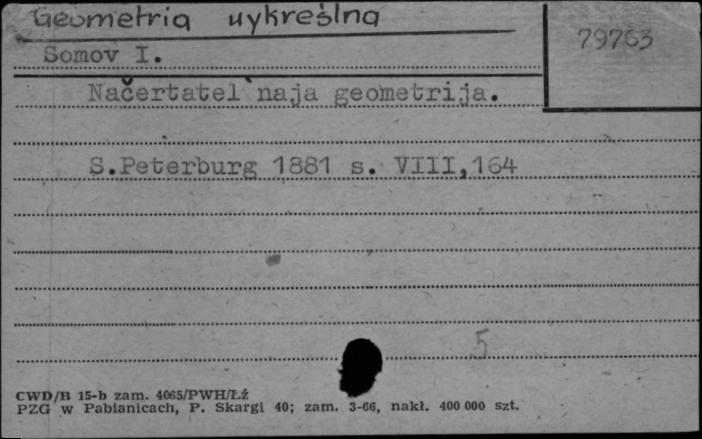 Geometria wykreślna
79763
Somov I.
Načertatel`naja geometrija.
S.Peterburg 1881 s. VIII,164
5
CWD/B 15-b zam. 4065/PWH/Łź
PZG w Pabianicach, P. Skargi 40; zam. 3-66, nakł. 400 000 szt.